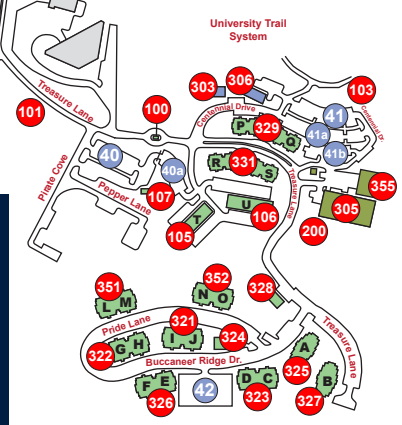 University Trail
System
303
306
103
Centennial Drive
41
Centennial Dr.
101
Treasure Lane
100
P
329
Q
41a
41b
40
40a
R
331
S
Treasure Lane
355
Pirate Cove
Pepper Lane
107
T
U
106
305
105
200
351
L M
352
N O
328
Pride Lane
321
I J
324
322
G H
Buccaneer Ridge Dr.
A
325
Treasure Lane
F E
326
42
D C
323
B
327